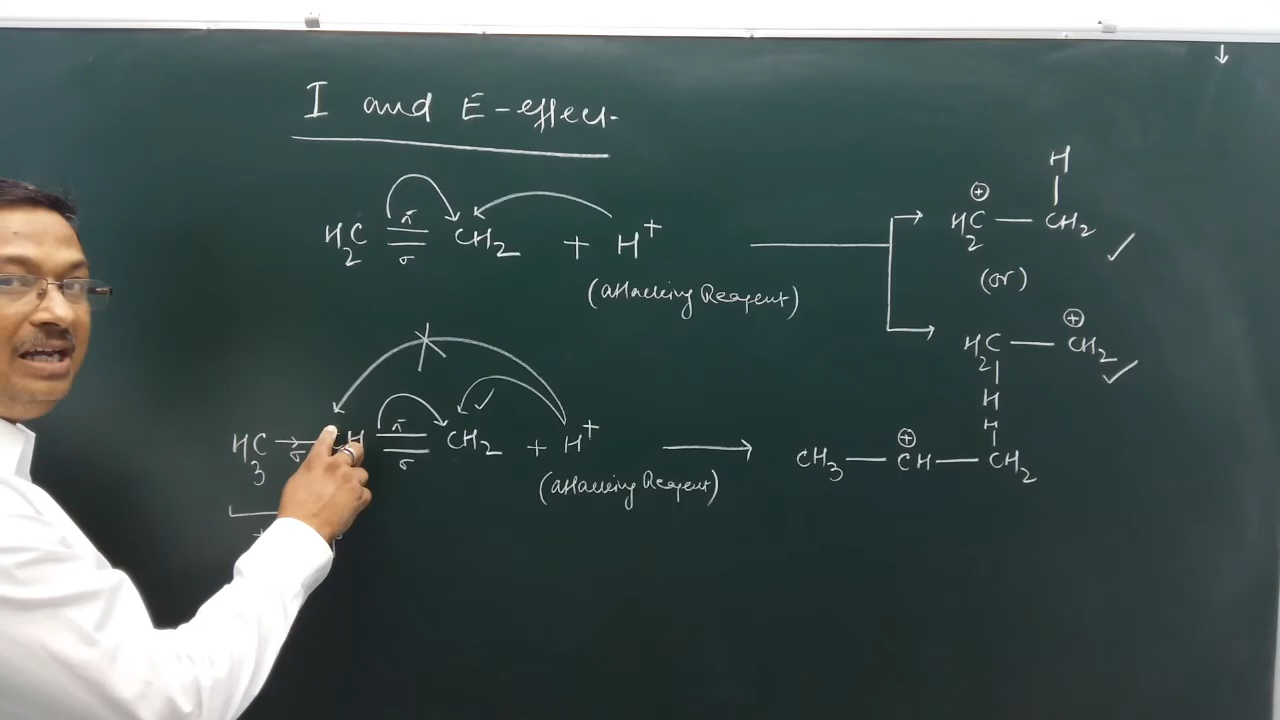 I and E-effect.
H2C = CH2 + H+
π
σ
(attacking Reagent)
⊕
H2C — CH2
H
✓
(or)
⊕
H2C — CH2
H
✓
H3C → CH = CH2 + H+
σ
π
σ
✓
(attacking Reagent)
H
⊕
CH3 — CH — CH2